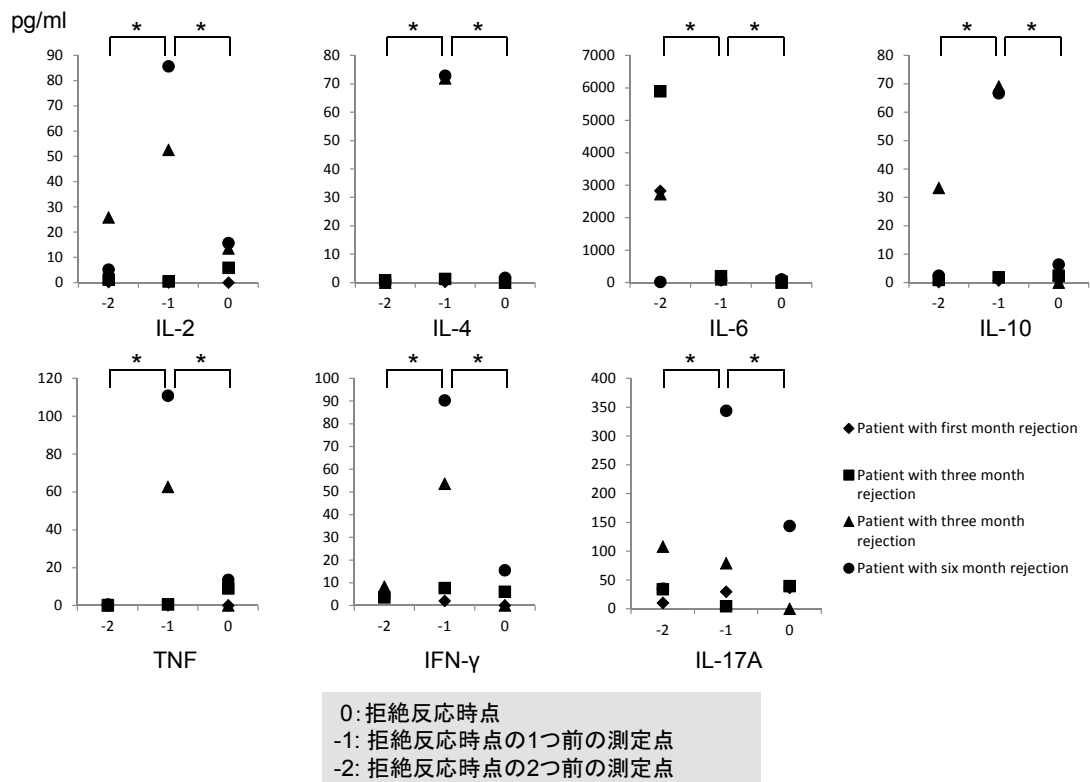 pg/ml
* *
90
80
70
60
50
40
30
20
10
0
-2 -1 0
IL-2
* *
80
70
60
50
40
30
20
10
0
-2 -1 0
IL-4
* *
7000
6000
5000
4000
3000
2000
1000
0
-2 -1 0
IL-6
* *
80
70
60
50
40
30
20
10
0
-2 -1 0
IL-10
* *
120
100
80
60
40
20
0
-2 -1 0
TNF
* *
100
90
80
70
60
50
40
30
20
10
0
-2 -1 0
IFN-γ
* *
400
350
300
250
200
150
100
50
0
-2 -1 0
IL-17A
Patient with first month rejection
Patient with three month
rejection
Patient with three month
rejection
Patient with six month rejection
0: 拒絶反応時点
-1: 拒絶反応時点の1つ前の測定点
-2: 拒絶反応時点の2つ前の測定点